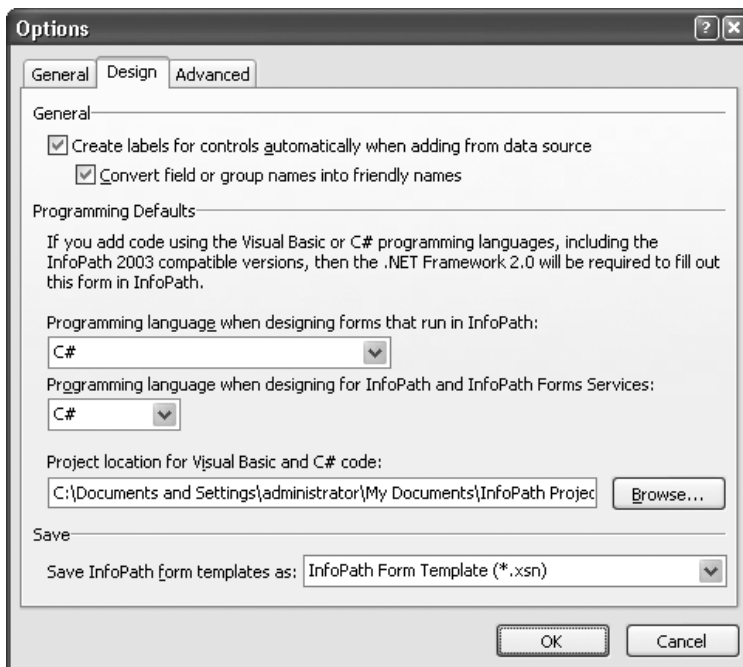 Options
General Design Advanced
General
Create labels for controls automatically when adding from data source
Convert field or group names into friendly names
Programming Defaults
If you add code using the Visual Basic or C# programming languages, including the
InfoPath 2003 compatible versions, then the .NET Framework 2.0 will be required to fill out
this form in InfoPath.
Programming language when designing forms that run in InfoPath:
C#
Programming language when designing for InfoPath and InfoPath Forms Services:
C#
Project location for Visual Basic and C# code:
C:\Documents and Settings\administrator\My Documents\InfoPath Projec Browse...
Save
Save InfoPath form templates as: InfoPath Form Template (*.xsn)
OK Cancel